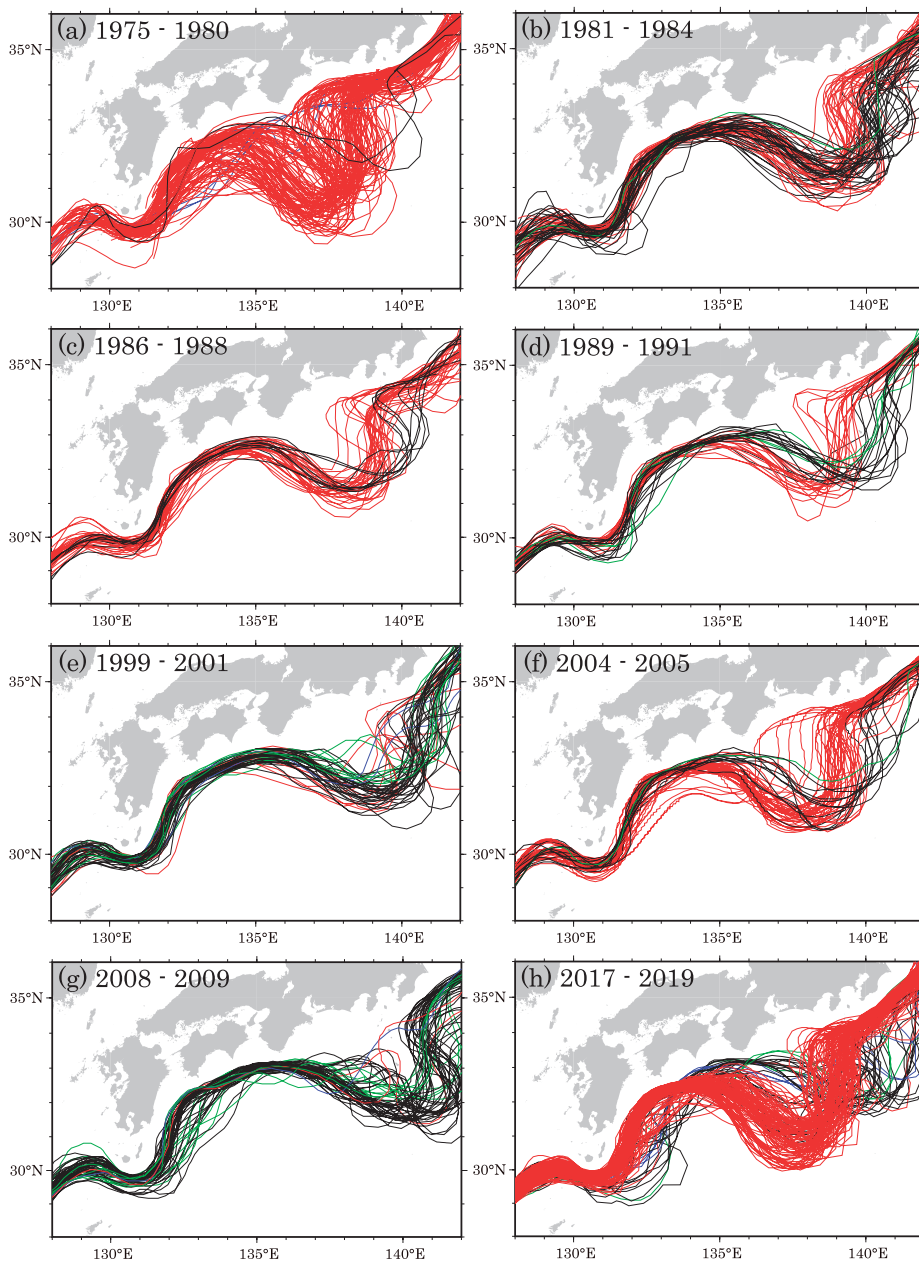 (a) 1975 - 1980
(b) 1981 - 1984
35°N
35°N
30°N
30°N
130°E 135°E 140°E
130°E 135°E 140°E
(c) 1986 - 1988
(d) 1989 - 1991
35°N
35°N
30°N
30°N
130°E 135°E 140°E
130°E 135°E 140°E
(e) 1999 - 2001
(f) 2004 - 2005
35°N
35°N
30°N
30°N
130°E 135°E 140°E
130°E 135°E 140°E
(g) 2008 - 2009
(h) 2017 - 2019
35°N
35°N
30°N
30°N
130°E 135°E 140°E
130°E 135°E 140°E